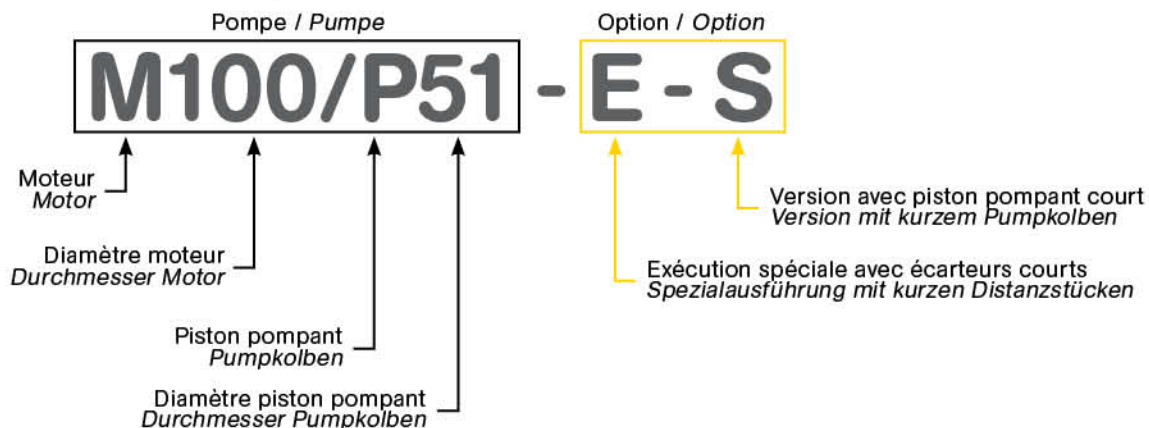 Pompe / Pumpe
Option / Option
M100/P51 - E - S
Moteur
Motor
Version avec piston pompant court
Version mit kurzem Pumpkolben
Diamètre moteur
Durchmesser Motor
Exécution spéciale avec écarteurs courts
Spezialausführung mit kurzen Distanzstücken
Piston pompant
Pumpkolben
Diamètre piston pompant
Durchmesser Pumpkolben